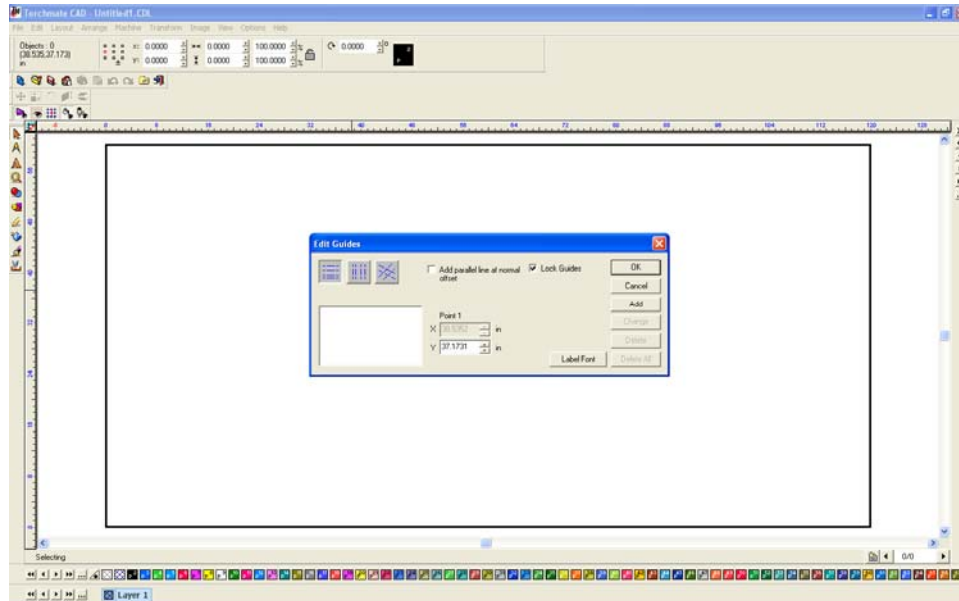 Torchmate CAD - Untitled1.CDL
File Edit Layout Arrange Machine Transform Image View Options Help
Objects : 0
(38.535,37.173)
in
X: 0.0000 0.0000 100.0000 % 0.0000 °
Y: 0.0000 0.0000 100.0000 %
Edit Guides
Add parallel line at normal offset
Lock Guides
OK
Cancel
Add
Change
Delete
Delete All
Point 1
X 38.5352 in
Y 37.1731 in
Label Font
Selecting
0/0
Layer 1